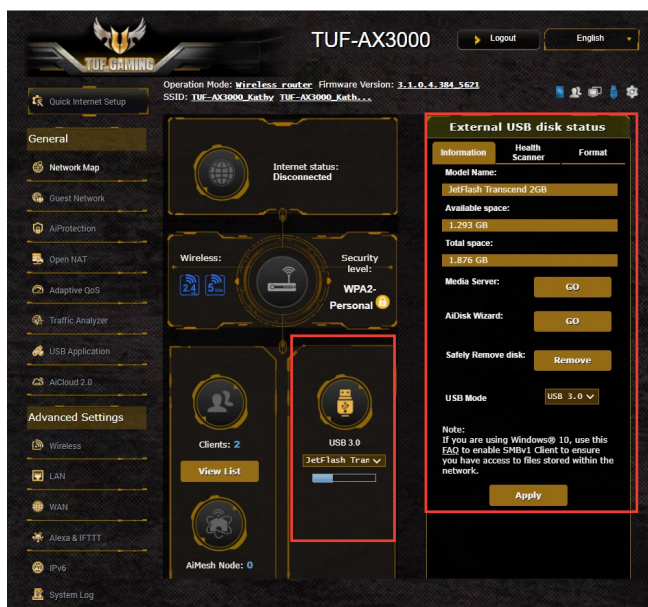 TUF GAMING
TUF-AX3000
Logout
English
Operation Mode: Wireless router Firmware Version: 3.1.0.4.384_5621
SSID: TUF-AX3000_Kathy TUF-AX3000_Kath...
Quick Internet Setup
General
Network Map
Guest Network
AiProtection
Open NAT
Adaptive QoS
Traffic Analyzer
USB Application
AiCloud 2.0
Advanced Settings
Wireless
LAN
WAN
Alexa & IFTTT
IPv6
System Log
Internet status:
Disconnected
Wireless:
2.4
5
Security
level:
WPA2-
Personal
Clients: 2
View List
AiMesh Node: 0
USB 3.0
JetFlash Tran
External USB disk status
Information
Health
Scanner
Format
Model Name:
JetFlash Transcend 2GB
Available space:
1.293 GB
Total space:
1.876 GB
Media Server:
GO
AiDisk Wizard:
GO
Safely Remove disk:
Remove
USB Mode
USB 3.0
Note:
If you are using Windows® 10, use this
FAQ to enable SMBv1 Client to ensure
you have access to files stored within the
network.
Apply